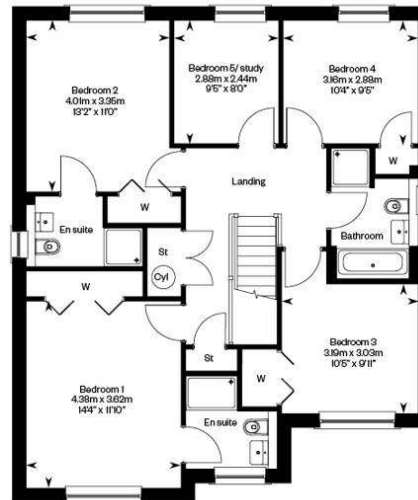 Bedroom 2
4.01m x 3.35m
13'2" x 11'0"
Bedroom 5/ study
2.88m x 2.44m
9'5" x 8'0"
Bedroom 4
3.16m x 2.88m
10'4" x 9'5"
W
Landing
W
En suite
Bathroom
St
Cyl
W
Bedroom 1
4.38m x 3.62m
14'4" x 11'10"
St
W
Bedroom 3
3.19m x 3.03m
10'5" x 9'11"
En suite